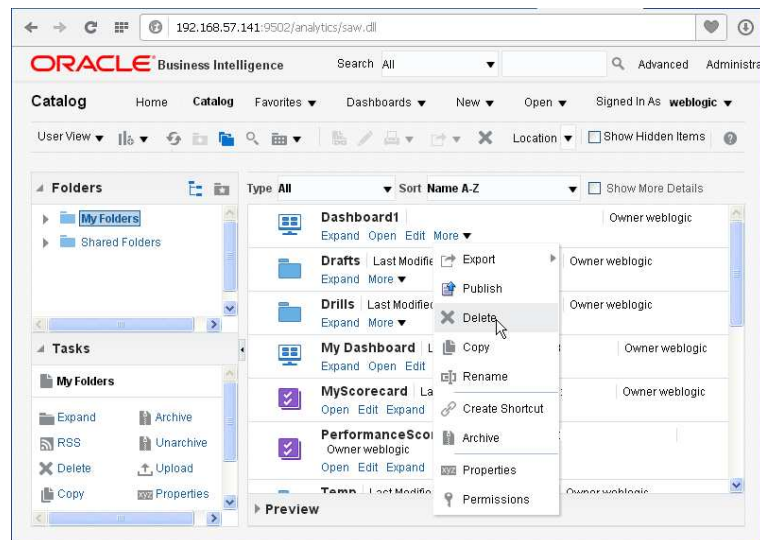 192.168.57.141:9502/analytics/saw.dll
ORACLE Business Intelligence Search All Advanced
Catalog Home Catalog Favorites Dashboards New Open Signed In As weblogic
User View Location Show Hidden Items
Folders
My Folders
Shared Folders
Type All Sort Name A-Z Show More Details
Dashboard1 Owner weblogic
Expand Open Edit More
Drafts Last Owner weblogic
Expand More
Drills Last Owner weblogic
Expand More
My Dashboard Owner weblogic
Expand Open Edit
MyScorecard Owner weblogic
Open Edit Expand
Owner weblogic
Open Edit Expand
Temp Last Owner weblogic
Export
Publish
Delete
Copy
Rename
Create Shortcut
Archive
Properties
Permissions
Tasks
My Folders
Expand Archive
RSS Unarchive
Delete Upload
Copy Properties
Preview